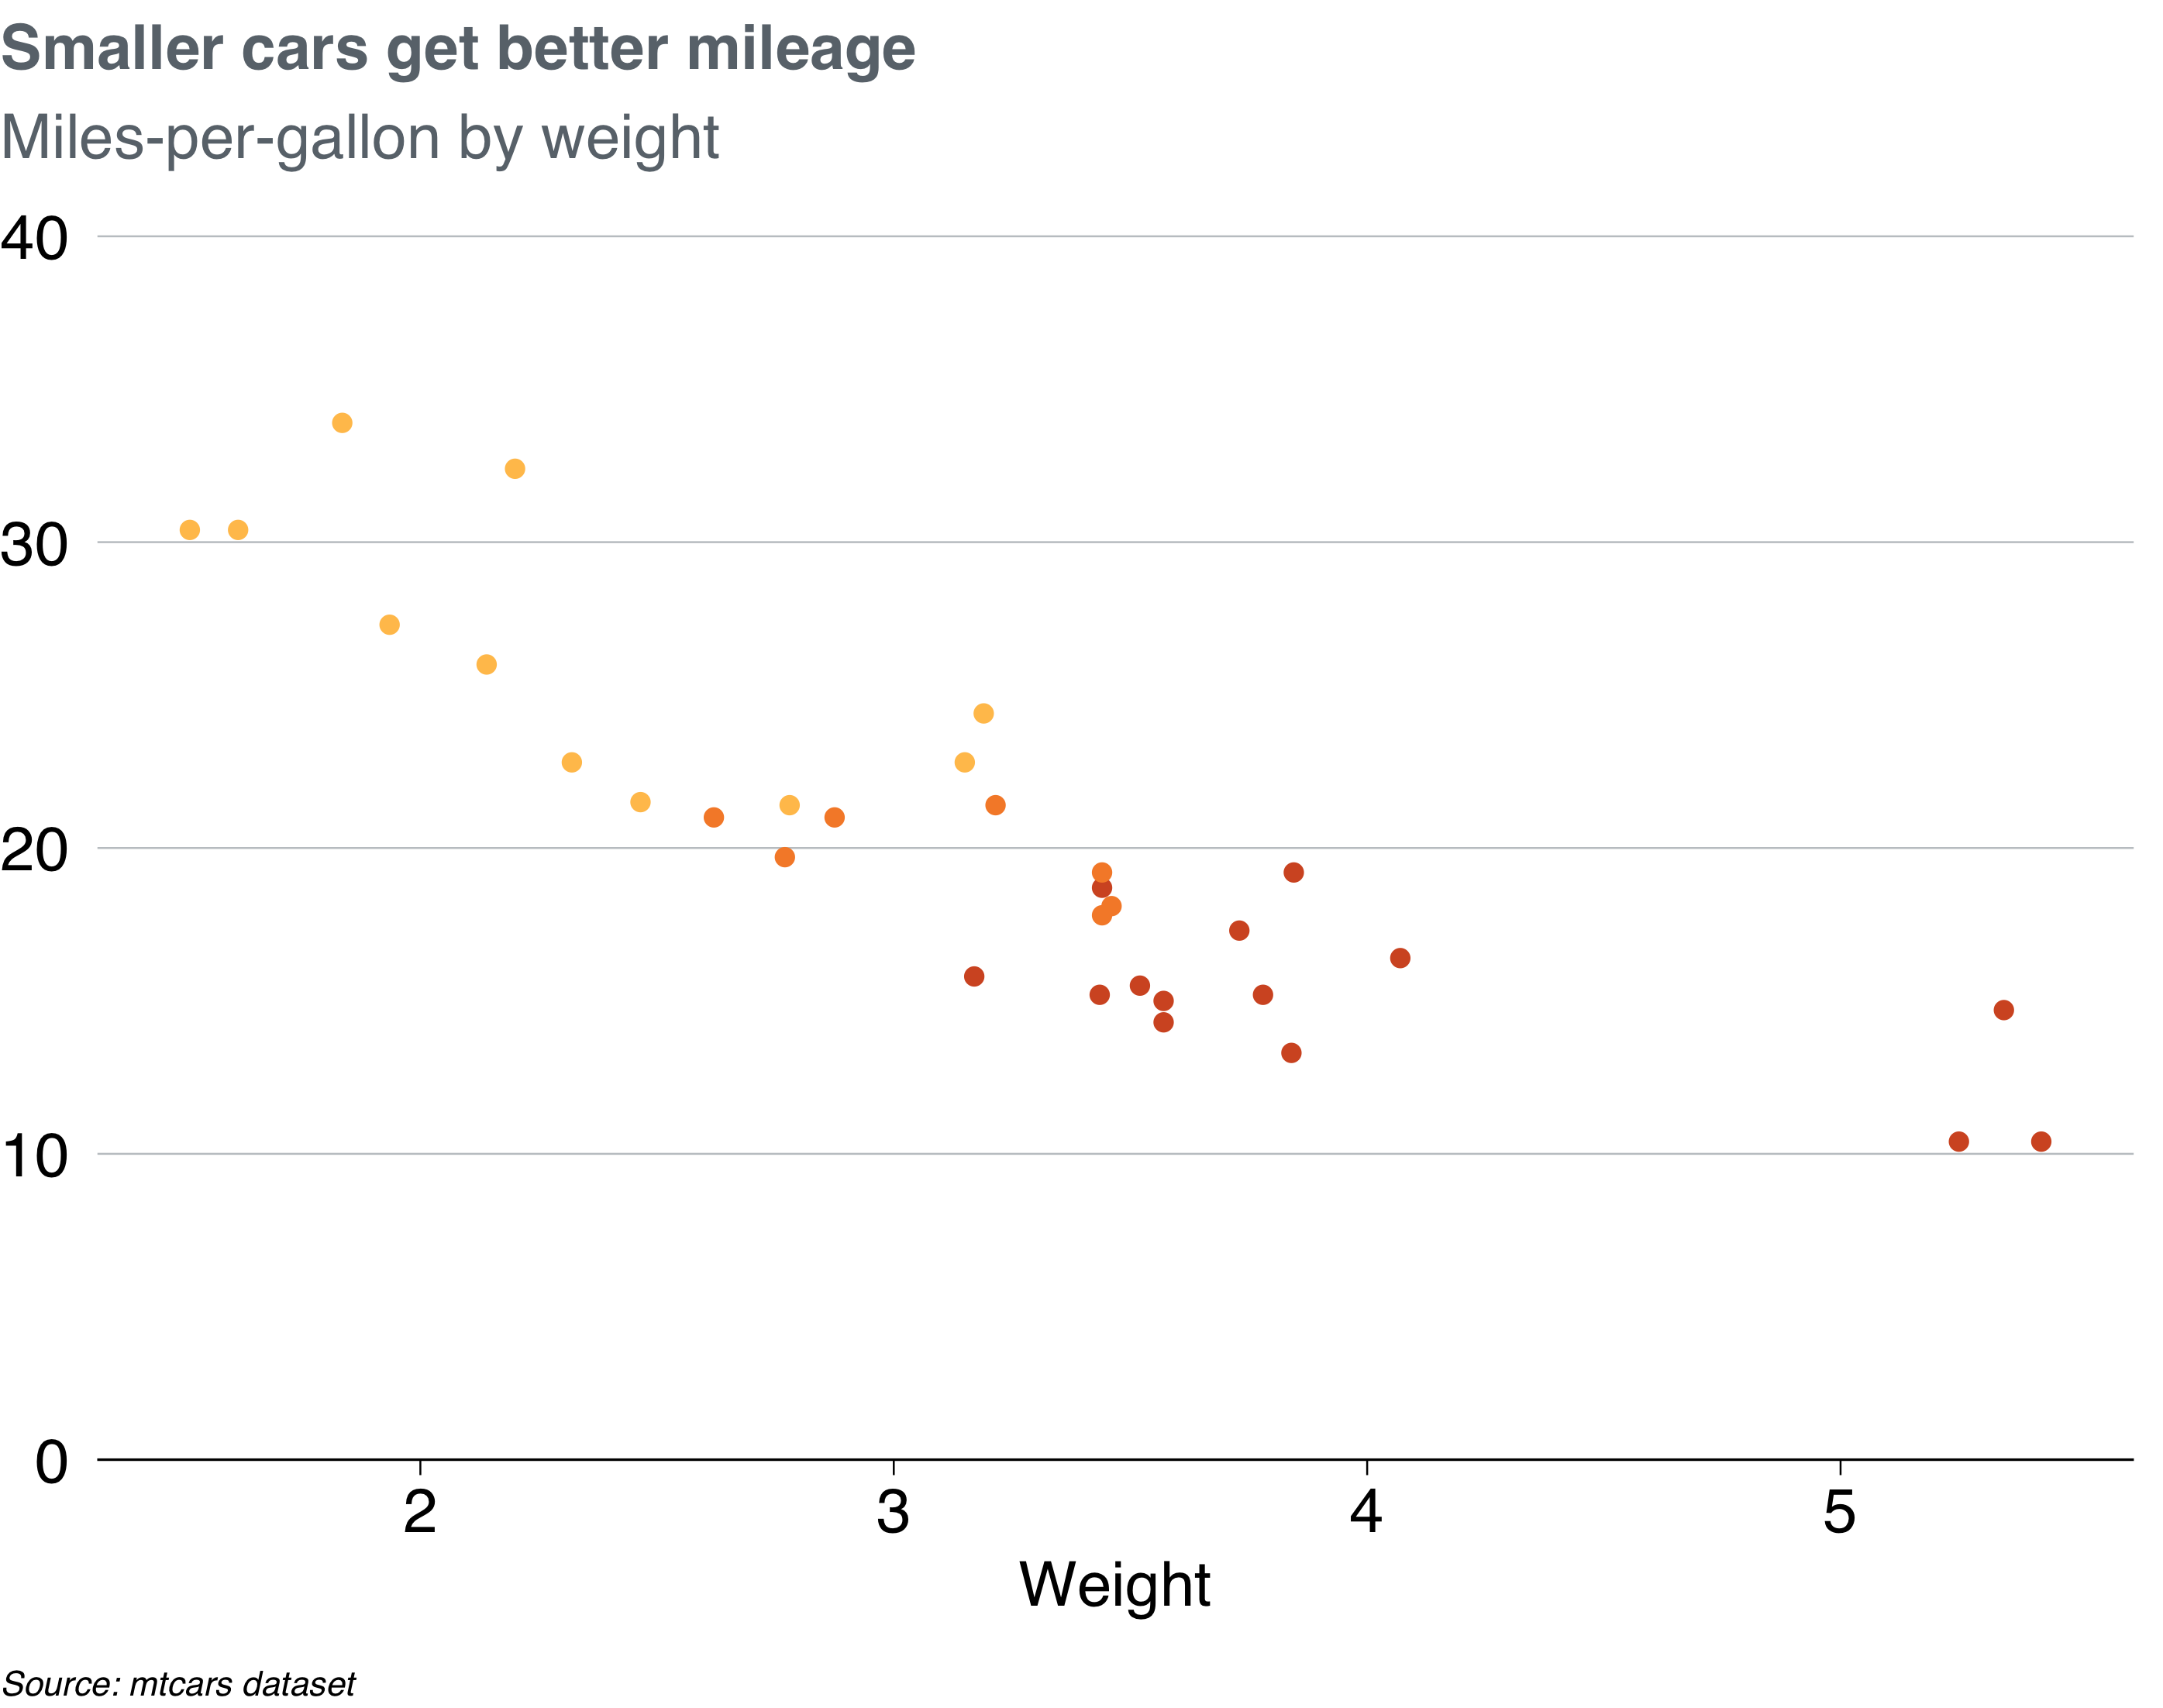 Smaller cars get better mileage
Miles-per-gallon by weight
40
30
20
10
0
2 3 4 5
Weight
Source: mtcars dataset